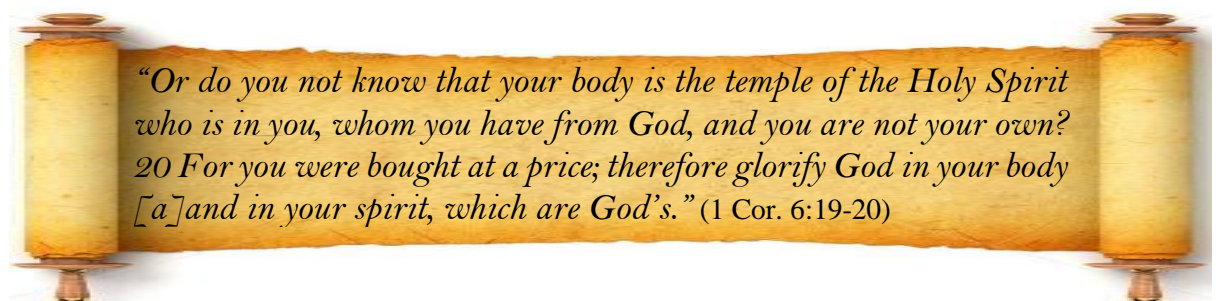 “Or do you not know that your body is the temple of the Holy Spirit
who is in you, whom you have from God, and you are not your own?
20 For you were bought at a price; therefore glorify God in your body
[a]and in your spirit, which are God’s.” (1 Cor. 6:19-20)